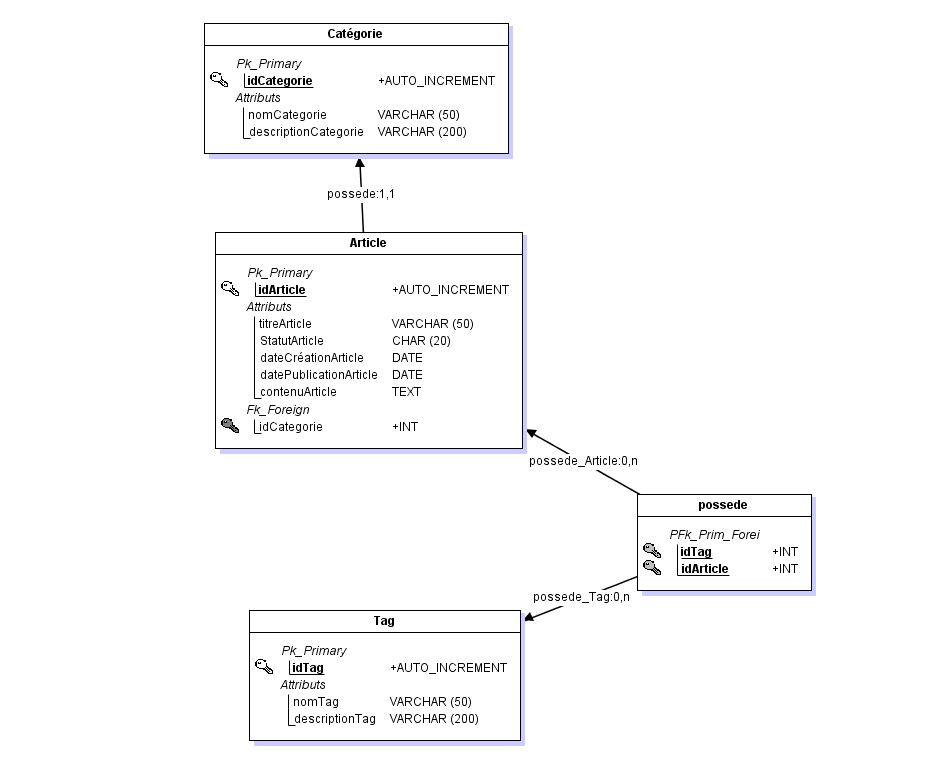 Catégorie
Pk_Primary
idCategorie +AUTO_INCREMENT
Attributs
nomCategorie VARCHAR (50)
descriptionCategorie VARCHAR (200)
possede:1,1
Article
Pk_Primary
idArticle +AUTO_INCREMENT
Attributs
titreArticle VARCHAR (50)
StatutArticle CHAR (20)
dateCréationArticle DATE
datePublicationArticle DATE
contenuArticle TEXT
Fk_Foreign
idCategorie +INT
possede_Article:0,n
possede
PFk_Prim_Forei
idTag +INT
idArticle +INT
possede_Tag:0,n
Tag
Pk_Primary
idTag +AUTO_INCREMENT
Attributs
nomTag VARCHAR (50)
descriptionTag VARCHAR (200)